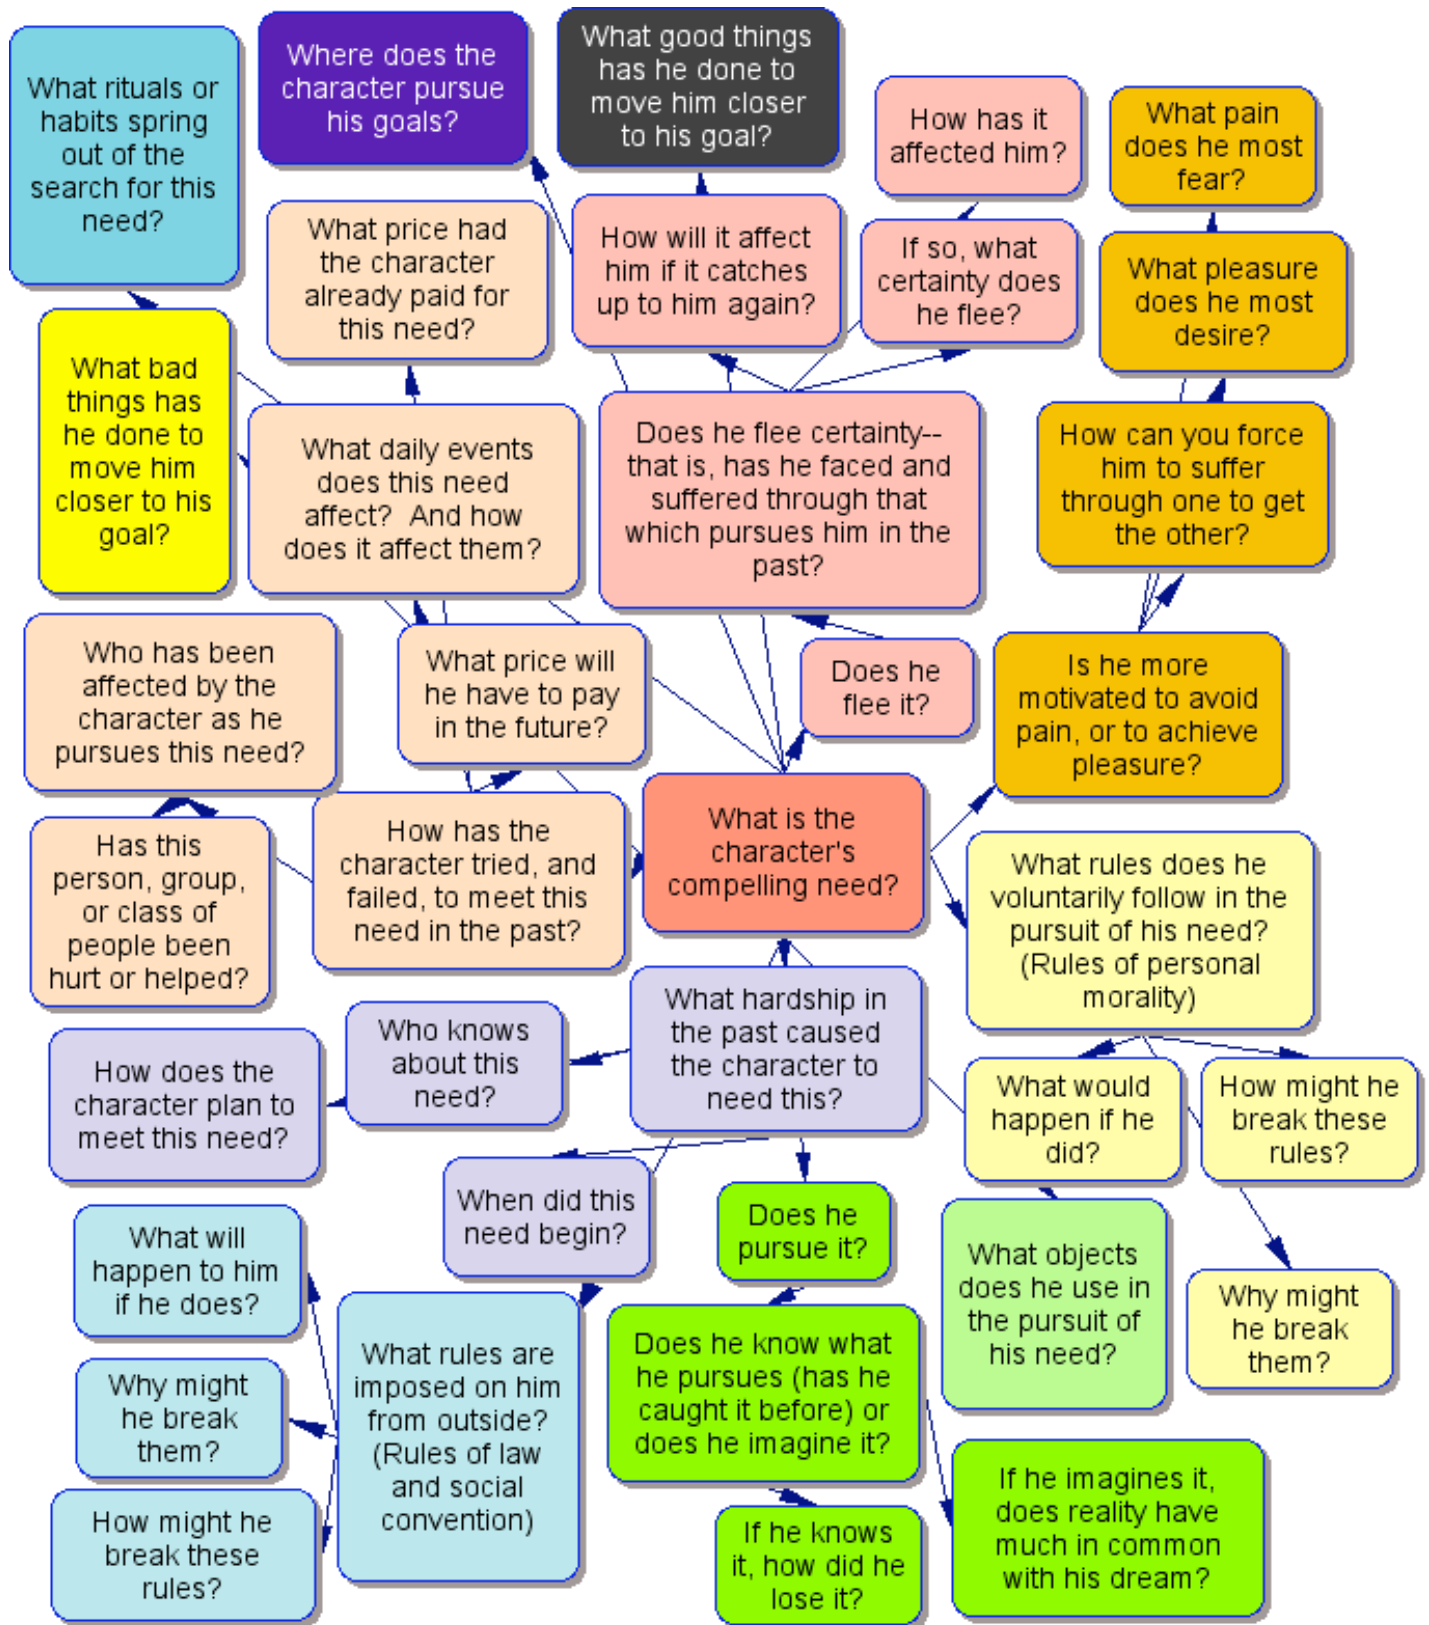 What rituals or
habits spring
out of the
search for this
need?
Where does the
character pursue
his goals?
What good things
has he done to
move him closer
to his goal?
How has it
affected him?
What pain
does he most
fear?
What price had
the character
already paid for
this need?
How will it affect
him if it catches
up to him again?
If so, what
certainty does
he flee?
What pleasure
does he most
desire?
What bad
things has
he done to
move him
closer to his
goal?
What daily events
does this need
affect? And how
does it affect them?
Does he flee certainty--
that is, has he faced and
suffered through that
which pursues him in the
past?
How can you force
him to suffer
through one to get
the other?
Who has been
affected by the
character as he
pursues this need?
What price will
he have to pay
in the future?
Does he
flee it?
Is he more
motivated to avoid
pain, or to achieve
pleasure?
Has this
person, group,
or class of
people been
hurt or helped?
How has the
character tried, and
failed, to meet this
need in the past?
What is the
character's
compelling need?
What rules does he
voluntarily follow in the
pursuit of his need?
(Rules of personal
morality)
How does the
character plan to
meet this need?
Who knows
about this
need?
What hardship in
the past caused
the character to
need this?
What would
happen if he
did?
How might he
break these
rules?
When did this
need begin?
Does he
pursue it?
What objects
does he use in
the pursuit of
his need?
Why might
he break
them?
What will
happen to him
if he does?
Why might
he break
them?
How might he
break these
rules?
What rules are
imposed on him
from outside?
(Rules of law
and social
convention)
Does he know what
he pursues (has he
caught it before) or
does he imagine it?
If he knows
it, how did he
lose it?
If he imagines it,
does reality have
much in common
with his dream?